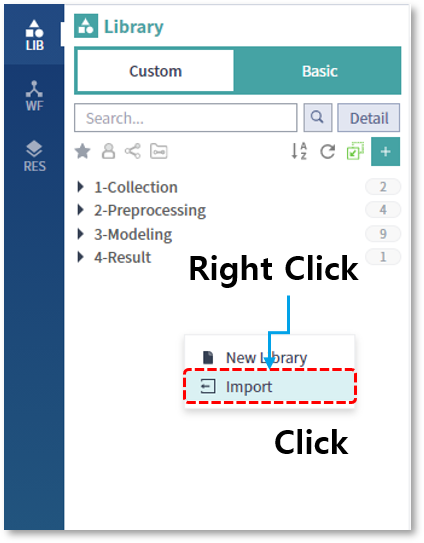 LIB
WF
RES
Library
Custom
Basic
Search...
Detail
A
Z
+
1-Collection 2
2-Preprocessing 4
3-Modeling 9
4-Result 1
Right Click
New Library
Import
Click